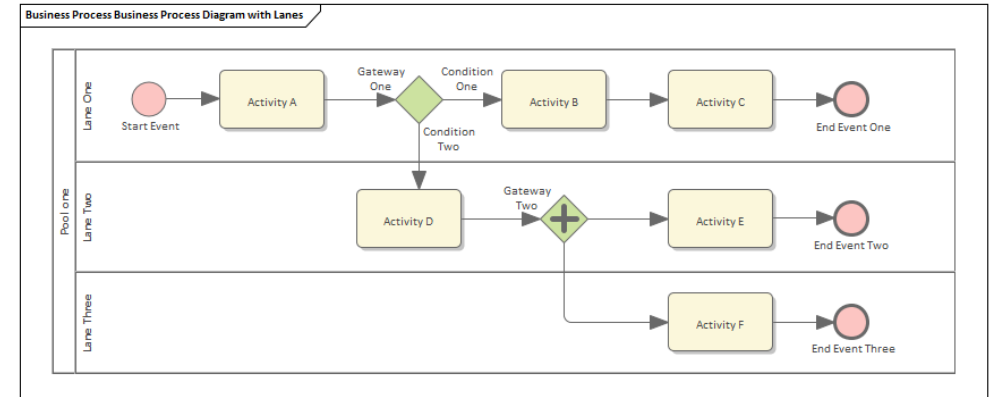 Business Process Business Process Diagram with Lanes
Pool one
Lane One
Start Event
Activity A
Gateway
One
Condition
One
Condition
Two
Activity B
Activity C
End Event One
Lane Two
Activity D
Gateway
Two
Activity E
End Event Two
Lane Three
Activity F
End Event Three